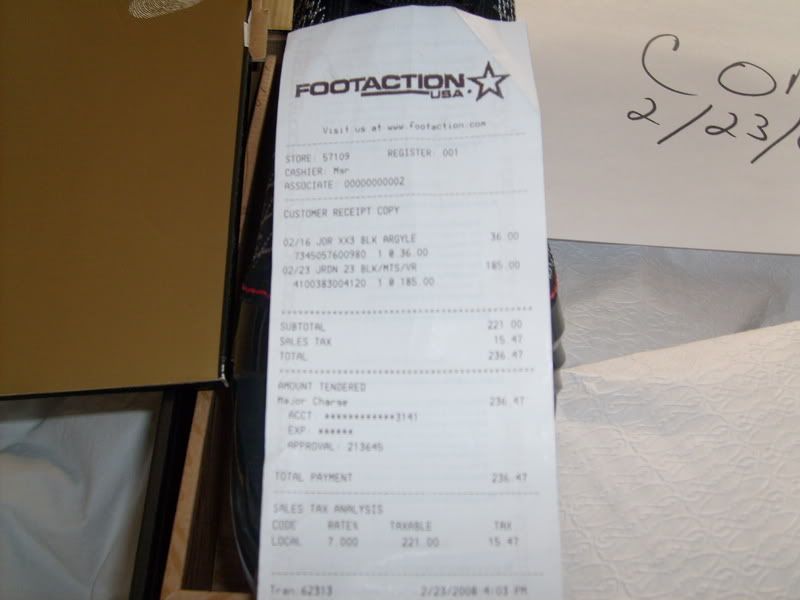 FOOTACTION
USA.
Visit us at www.footaction.com
STORE: 57109 REGISTER: 001
CASHIER: Mar
ASSOCIATE: 00000000002
CUSTOMER RECEIPT COPY
02/16 JOR XX3 BLK ARGYLE 36.00
7345057600980 1 @ 36.00
02/23 JRDN 23 BLK/MTS/VR 185.00
4100383004120 1 @ 185.00
SUBTOTAL 221.00
SALES TAX 15.47
TOTAL 236.47
AMOUNT TENDERED
Major Charge 236.47
ACCT: ************3141
EXP: ******
APPROVAL: 213645
TOTAL PAYMENT 236.47
SALES TAX ANALYSIS
CODE RATE% TAXABLE TAX
LOCAL 7.000 221.00 15.47
Tran:62313 2/23/2008 4:03 PM
2/23/